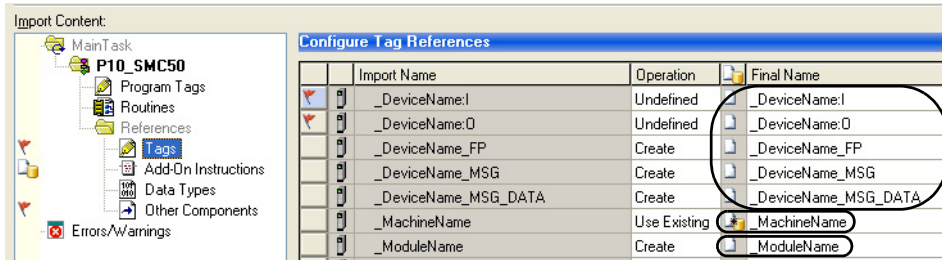 Import Content:
MainTask
P10_SMC50
Program Tags
Routines
References
Tags
Add-On Instructions
Data Types
Other Components
Errors/Warnings
Configure Tag References
Import Name Operation Final Name
_DeviceName:I Undefined _DeviceName:I
_DeviceName:O Undefined _DeviceName:O
_DeviceName_FP Create _DeviceName_FP
_DeviceName_MSG Create _DeviceName_MSG
_DeviceName_MSG_DATA Create _DeviceName_MSG_DATA
_MachineName Use Existing _MachineName
_ModuleName Create _ModuleName